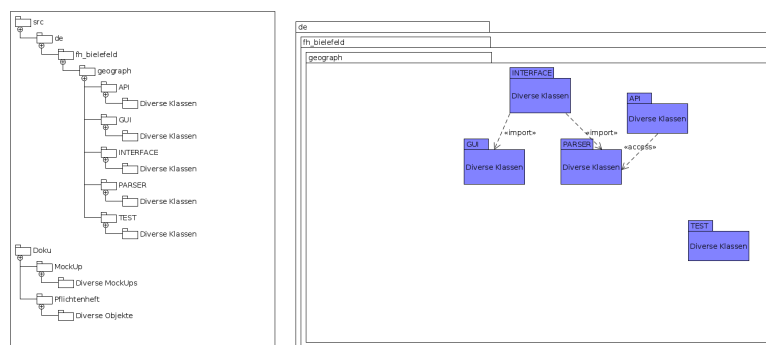 src
de
fh_bielefeld
geograph
API
Diverse Klassen
GUI
Diverse Klassen
INTERFACE
Diverse Klassen
PARSER
Diverse Klassen
TEST
Diverse Klassen
Doku
MockUp
Diverse MockUps
Pflichtenheft
Diverse Objekte
de
fh_bielefeld
geograph
INTERFACE
Diverse Klassen
API
Diverse Klassen
«import»
«import»
«access»
GUI
Diverse Klassen
PARSER
Diverse Klassen
TEST
Diverse Klassen